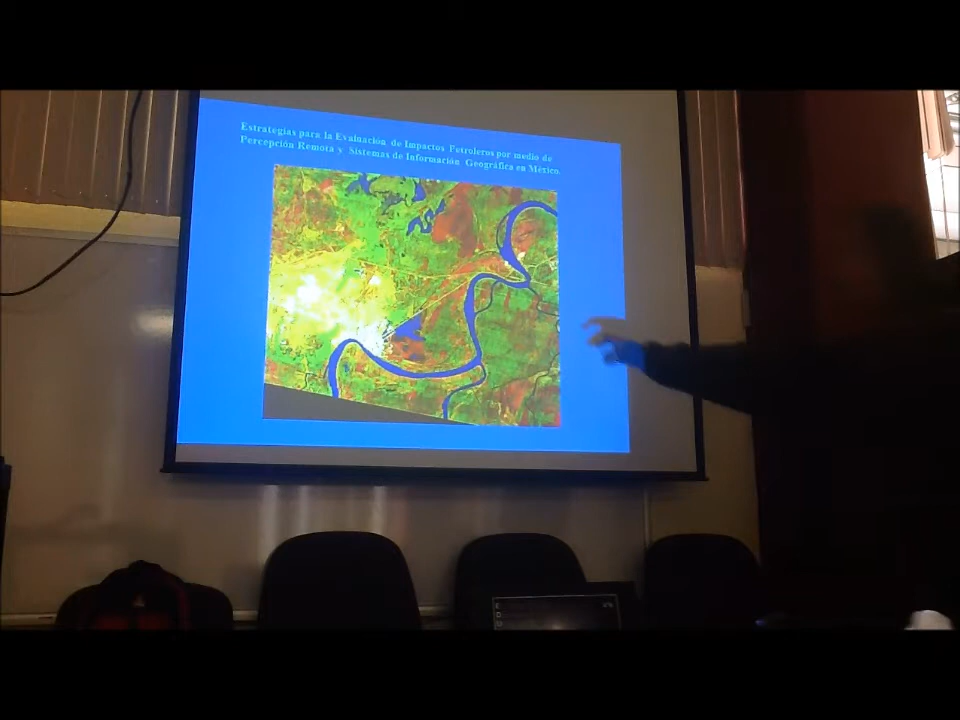 Estrategias para la Evaluación de Impactos Petroleros por medio de
Percepción Remota y Sistemas de Información Geográfica en México.